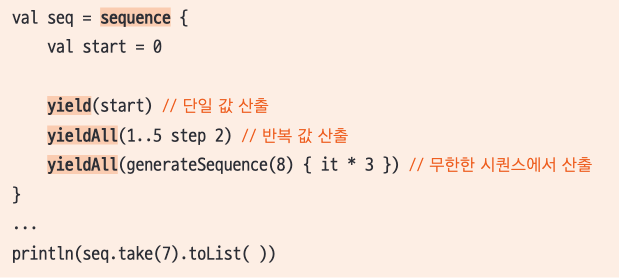 val seq = sequence {
    val start = 0
    yield(start) // 단일 값 산출
    yieldAll(1..5 step 2) // 반복 값 산출
    yieldAll(generateSequence(8) { it * 3 }) // 무한한 시퀀스에서 산출
}
...
println(seq.take(7).toList( ))